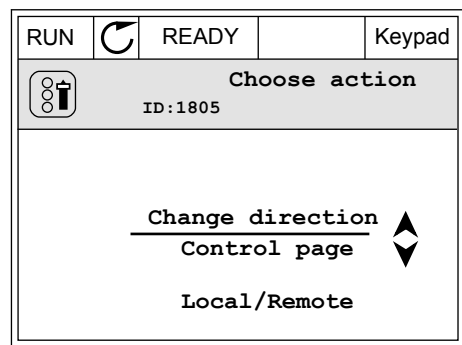 RUN READY Keypad
Choose action
ID:1805
Change direction
Control page
Local/Remote